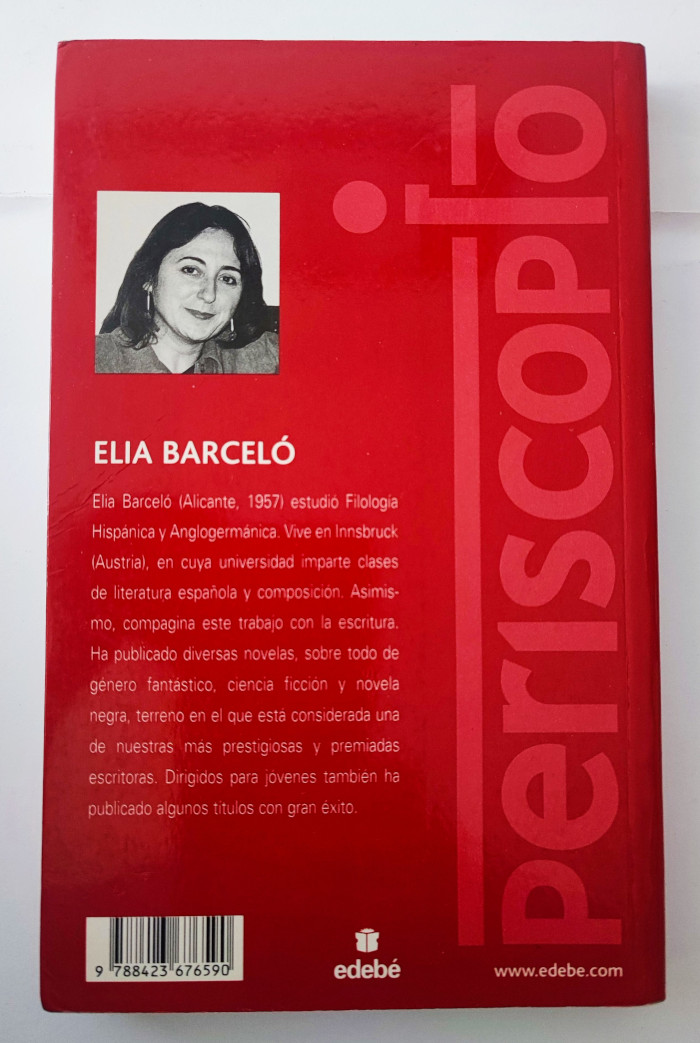 ELIA BARCELÓ
Elia Barceló (Alicante, 1957) estudió Filología
Hispánica y Anglogermánica. Vive en Innsbruck
(Austria), en cuya universidad imparte clases
de literatura española y composición. Asimis-
mo, compagina este trabajo con la escritura.
Ha publicado diversas novelas, sobre todo de
género fantástico, ciencia ficción y novela
negra, terreno en el que está considerada una
de nuestras más prestigiosas y premiadas
escritoras. Dirigidos para jóvenes también ha
publicado algunos títulos con gran éxito.
periscopio
9 788423 676590
edebé
www.edebe.com